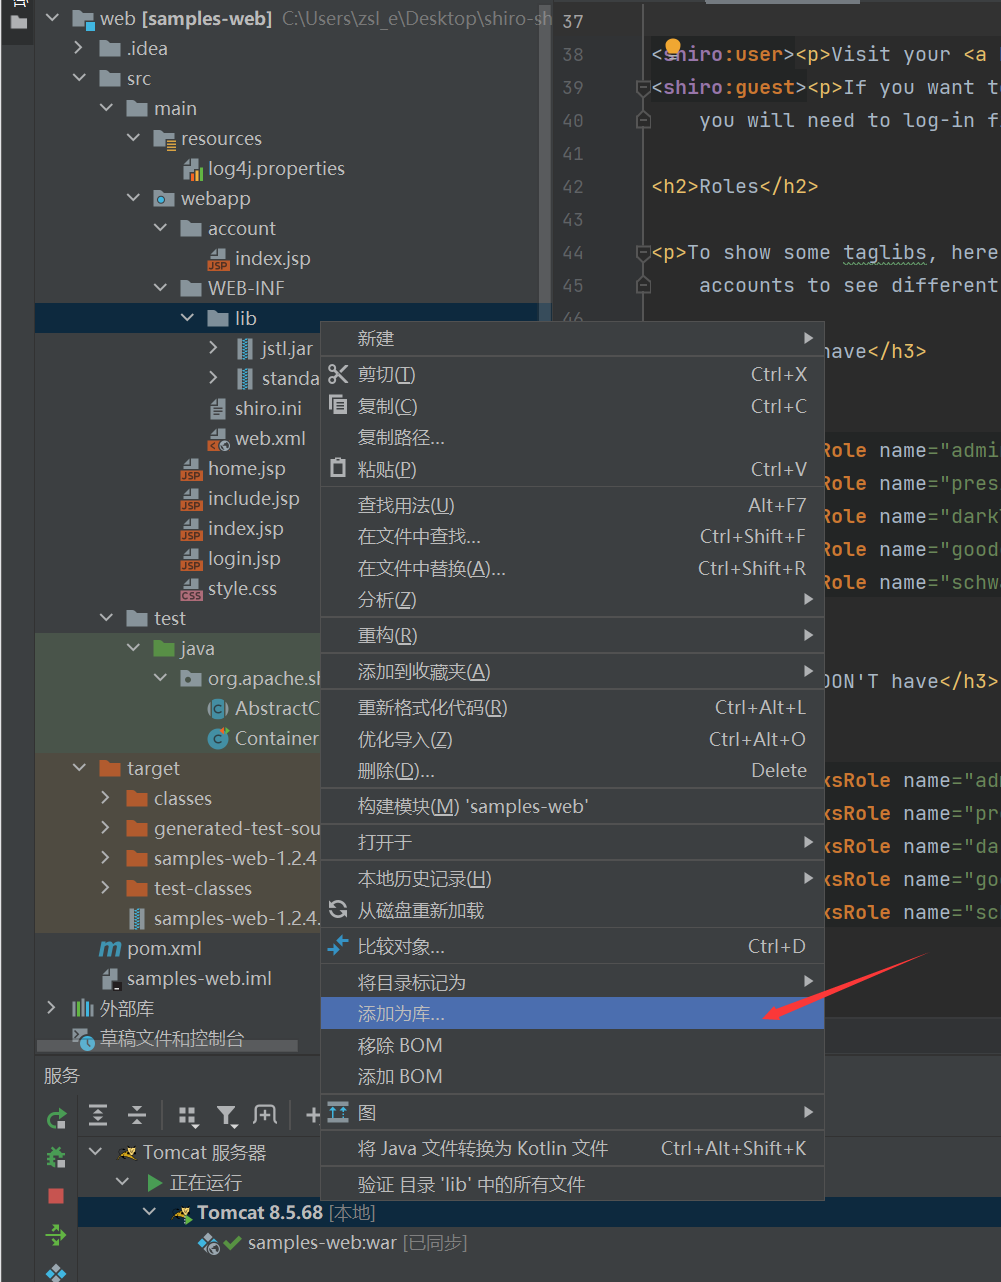 web [samples-web] C:\Users\zsl_e\Desktop\shiro-sh
.idea
src
main
resources
log4j.properties
webapp
account
index.jsp
WEB-INF
lib
jstl.jar
standa
shiro.ini
web.xml
home.jsp
include.jsp
index.jsp
login.jsp
style.css
test
java
org.apache.sh
AbstractC
Container
target
classes
generated-test-sou
samples-web-1.2.4
test-classes
samples-web-1.2.4.
pom.xml
samples-web.iml
外部库
草稿文件和控制台
37
38 <shiro:user><p>Visit your <a
39 <shiro:guest><p>If you want to
40 you will need to log-in f
41
42 <h2>Roles</h2>
43
44 <p>To show some taglibs, here
45 accounts to see different
46
have</h3>
Role name="admi
Role name="pres
Role name="dark
Role name="good
Role name="schwa
DON'T have</h3>
ksRole name="adm
ksRole name="pr
ksRole name="da
ksRole name="go
ksRole name="sc
新建
剪切(T) Ctrl+X
复制(C) Ctrl+C
复制路径...
粘贴(P) Ctrl+V
查找用法(U) Alt+F7
在文件中查找... Ctrl+Shift+F
在文件中替换(A)... Ctrl+Shift+R
分析(Z)
重构(R)
添加到收藏夹(A)
重新格式化代码(R) Ctrl+Alt+L
优化导入(Z) Ctrl+Alt+O
删除(D)... Delete
构建模块(M) 'samples-web'
打开于
本地历史记录(H)
从磁盘重新加载
比较对象... Ctrl+D
将目录标记为
添加为库...
移除 BOM
添加 BOM
图
将 Java 文件转换为 Kotlin 文件 Ctrl+Alt+Shift+K
验证 目录 'lib' 中的所有文件
服务
Tomcat 服务器
正在运行
Tomcat 8.5.68 [本地]
samples-web:war [已同步]